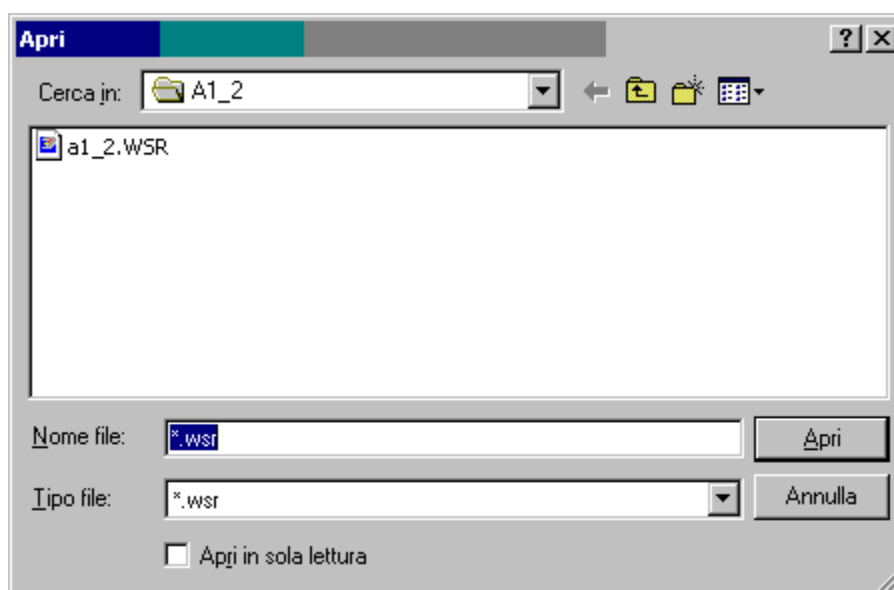 Apri
Cerca in: A1_2
a1_2.WSR
Nome file: *.wsr Apri
Tipo file: *.wsr Annulla
Apri in sola lettura